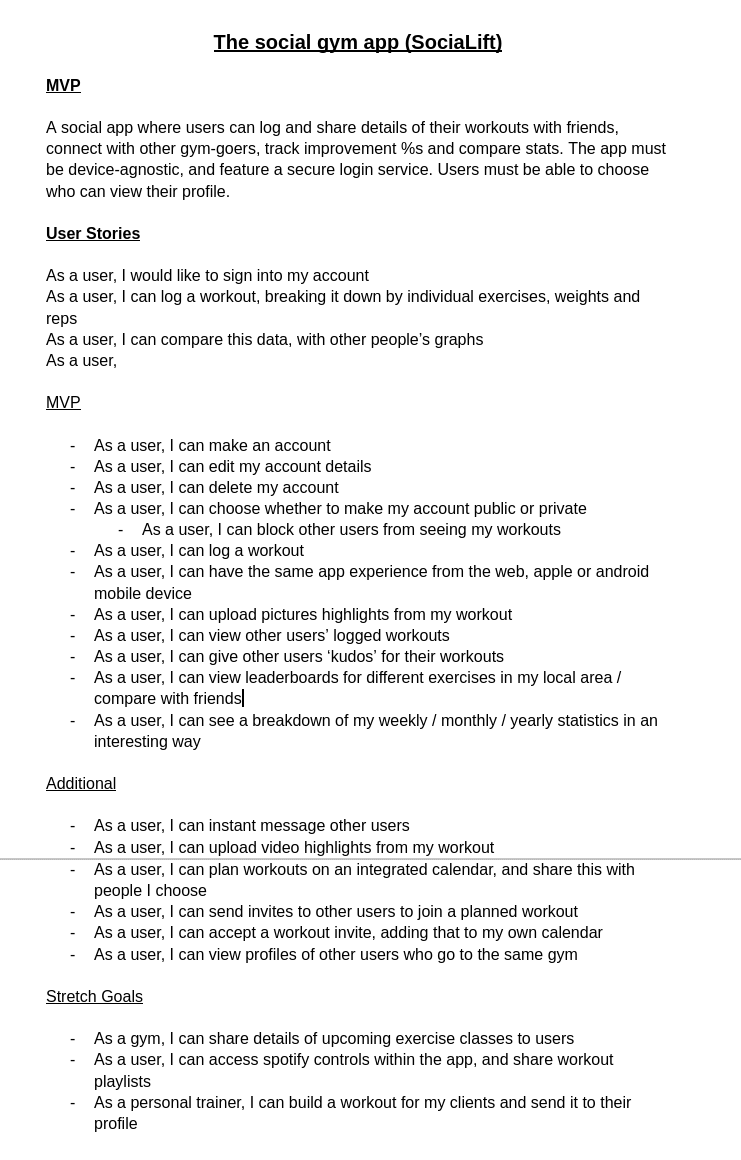 The social gym app (SociaLift)
MVP
A social app where users can log and share details of their workouts with friends,
connect with other gym-goers, track improvement %s and compare stats. The app must
be device-agnostic, and feature a secure login service. Users must be able to choose
who can view their profile.
User Stories
As a user, I would like to sign into my account
As a user, I can log a workout, breaking it down by individual exercises, weights and
reps
As a user, I can compare this data, with other people’s graphs
As a user,
MVP
- As a user, I can make an account
- As a user, I can edit my account details
- As a user, I can delete my account
- As a user, I can choose whether to make my account public or private
- As a user, I can block other users from seeing my workouts
- As a user, I can log a workout
- As a user, I can have the same app experience from the web, apple or android
mobile device
- As a user, I can upload pictures highlights from my workout
- As a user, I can view other users’ logged workouts
- As a user, I can give other users ‘kudos’ for their workouts
- As a user, I can view leaderboards for different exercises in my local area /
compare with friends
- As a user, I can see a breakdown of my weekly / monthly / yearly statistics in an
interesting way
Additional
- As a user, I can instant message other users
- As a user, I can upload video highlights from my workout
- As a user, I can plan workouts on an integrated calendar, and share this with
people I choose
- As a user, I can send invites to other users to join a planned workout
- As a user, I can accept a workout invite, adding that to my own calendar
- As a user, I can view profiles of other users who go to the same gym
Stretch Goals
- As a gym, I can share details of upcoming exercise classes to users
- As a user, I can access spotify controls within the app, and share workout
playlists
- As a personal trainer, I can build a workout for my clients and send it to their
profile